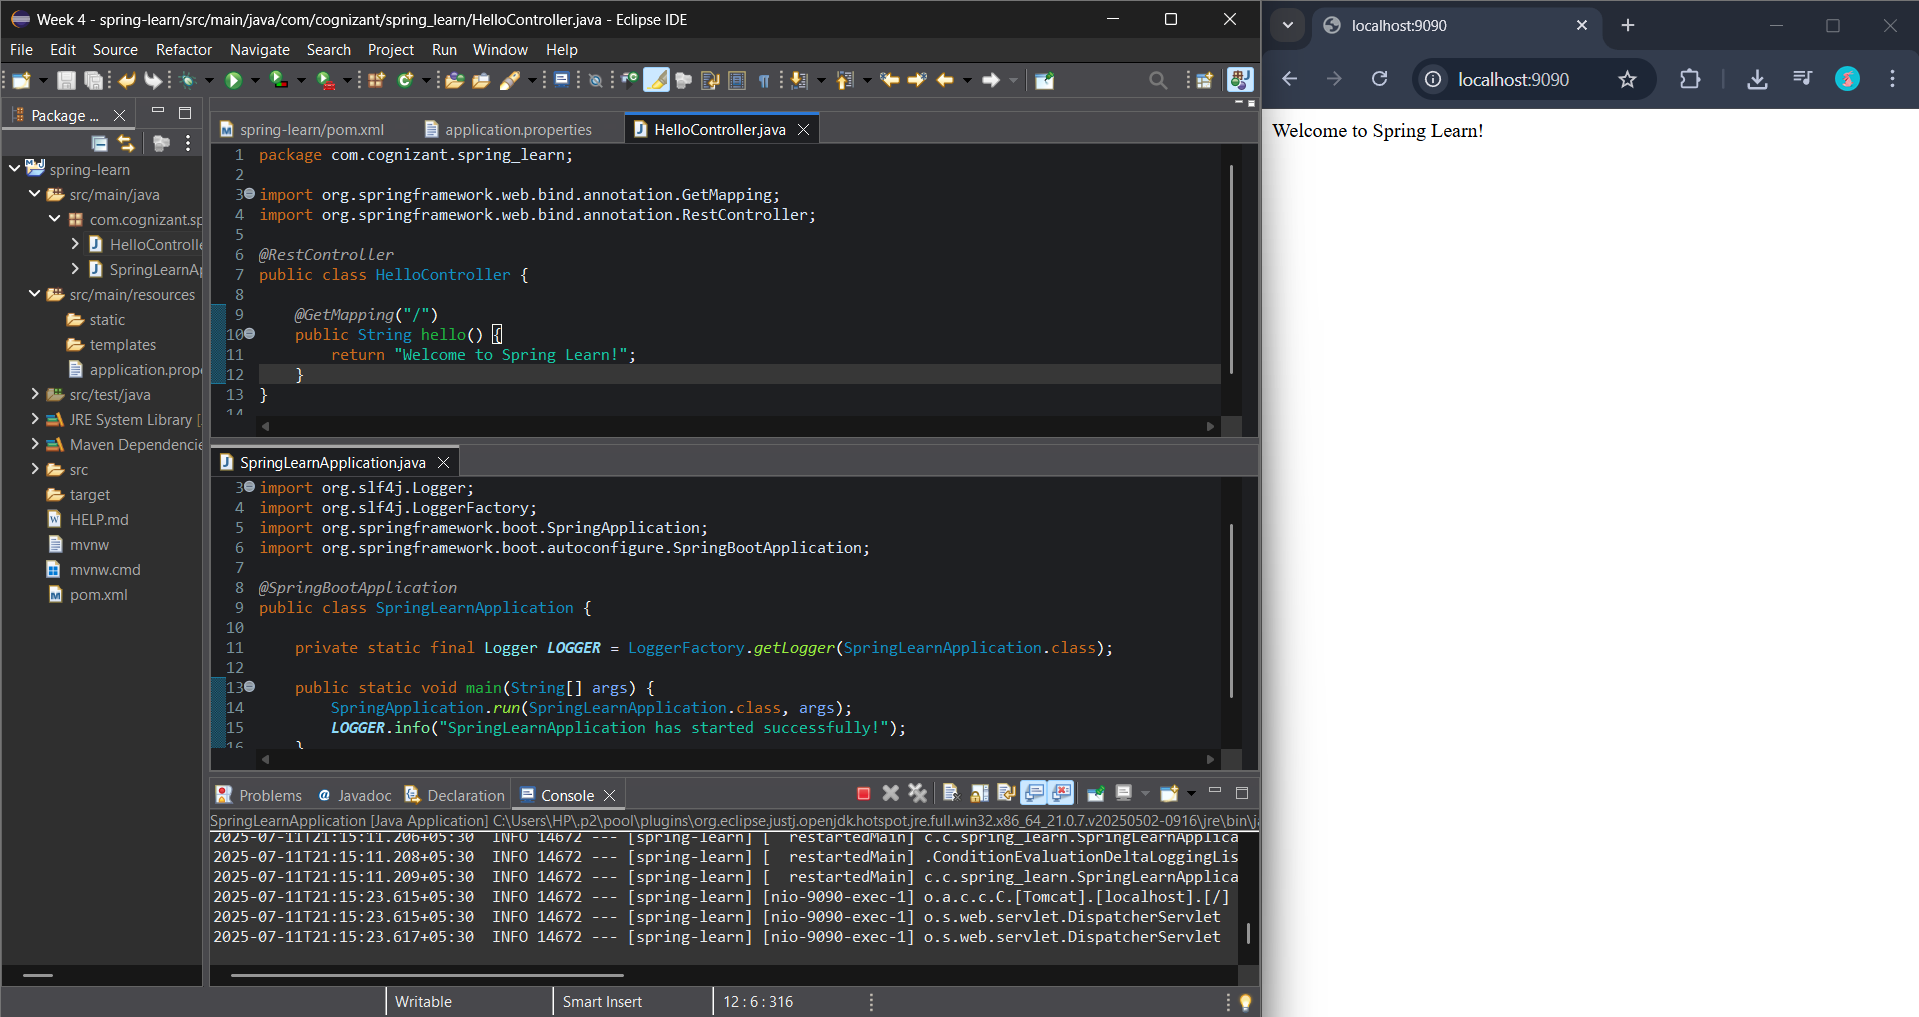 Week 4 - spring-learn/src/main/java/com/cognizant/spring_learn/HelloController.java - Eclipse IDE
File Edit Source Refactor Navigate Search Project Run Window Help
Package ...
spring-learn
src/main/java
com.cognizant.sp
HelloControlle
SpringLearnAp
src/main/resources
static
templates
application.prope
src/test/java
JRE System Library [
Maven Dependencie
src
target
HELP.md
mvnw
mvnw.cmd
pom.xml
spring-learn/pom.xml application.properties HelloController.java
1 package com.cognizant.spring_learn;
2
3 import org.springframework.web.bind.annotation.GetMapping;
4 import org.springframework.web.bind.annotation.RestController;
5
6 @RestController
7 public class HelloController {
8
9 @GetMapping("/")
10 public String hello() {
11 return "Welcome to Spring Learn!";
12 }
13 }
14
SpringLearnApplication.java
3 import org.slf4j.Logger;
4 import org.slf4j.LoggerFactory;
5 import org.springframework.boot.SpringApplication;
6 import org.springframework.boot.autoconfigure.SpringBootApplication;
7
8 @SpringBootApplication
9 public class SpringLearnApplication {
10
11 private static final Logger LOGGER = LoggerFactory.getLogger(SpringLearnApplication.class);
12
13 public static void main(String[] args) {
14 SpringApplication.run(SpringLearnApplication.class, args);
15 LOGGER.info("SpringLearnApplication has started successfully!");
16 }
Problems Javadoc Declaration Console
SpringLearnApplication [Java Application] C:\Users\HP\.p2\pool\plugins\org.eclipse.justj.openjdk.hotspot.jre.full.win32.x86_64_21.0.7.v20250502-0916\jre\bin\ja
2025-07-11T21:15:11.206+05:30 INFO 14672 --- [spring-learn] [ restartedMain] c.c.spring_learn.SpringLearnApplica
2025-07-11T21:15:11.208+05:30 INFO 14672 --- [spring-learn] [ restartedMain] .ConditionEvaluationDeltaLoggingLis
2025-07-11T21:15:11.209+05:30 INFO 14672 --- [spring-learn] [ restartedMain] c.c.spring_learn.SpringLearnApplica
2025-07-11T21:15:23.615+05:30 INFO 14672 --- [spring-learn] [nio-9090-exec-1] o.a.c.c.C.[Tomcat].[localhost].[/]
2025-07-11T21:15:23.615+05:30 INFO 14672 --- [spring-learn] [nio-9090-exec-1] o.s.web.servlet.DispatcherServlet
2025-07-11T21:15:23.617+05:30 INFO 14672 --- [spring-learn] [nio-9090-exec-1] o.s.web.servlet.DispatcherServlet
Writable Smart Insert 12 : 6 : 316
localhost:9090
localhost:9090
Welcome to Spring Learn!